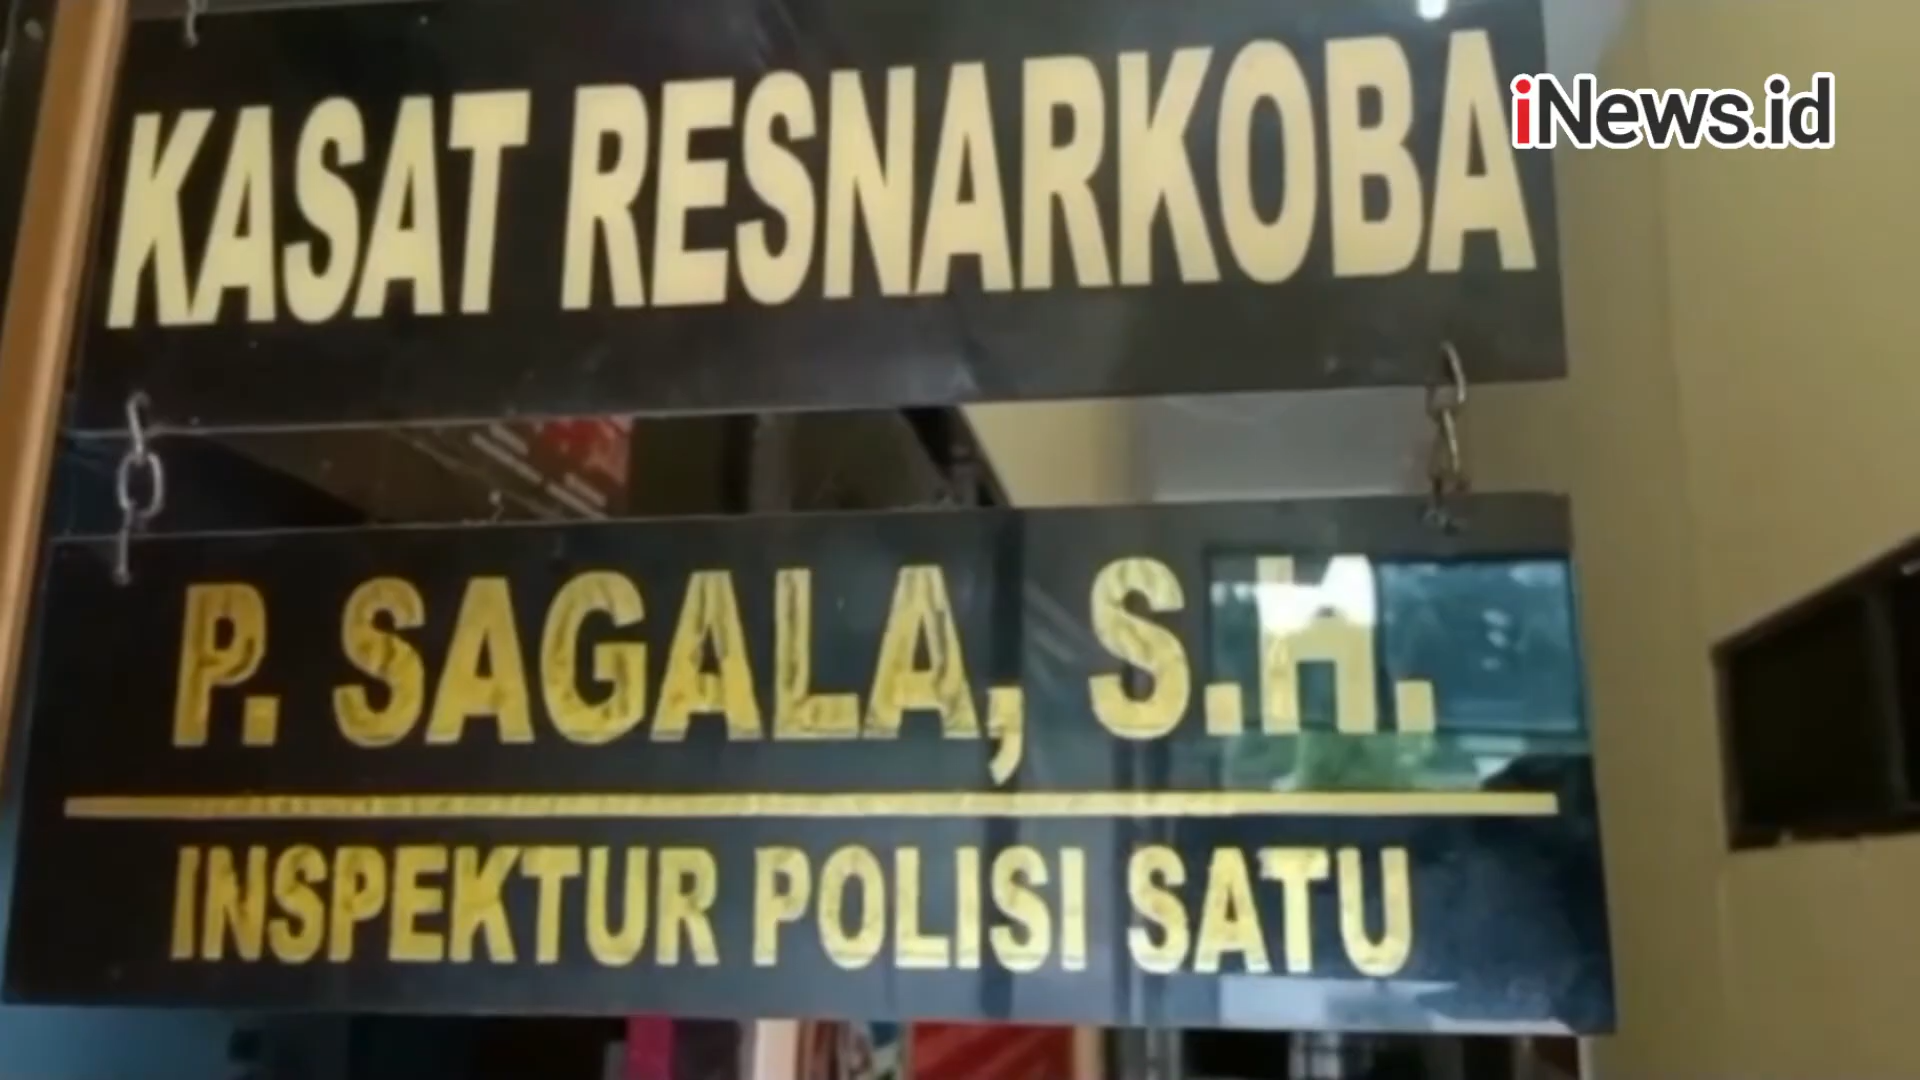 iNews.id
KASAT RESNARKOBA
P. SAGALA, S.H.
INSPEKTUR POLISI SATU